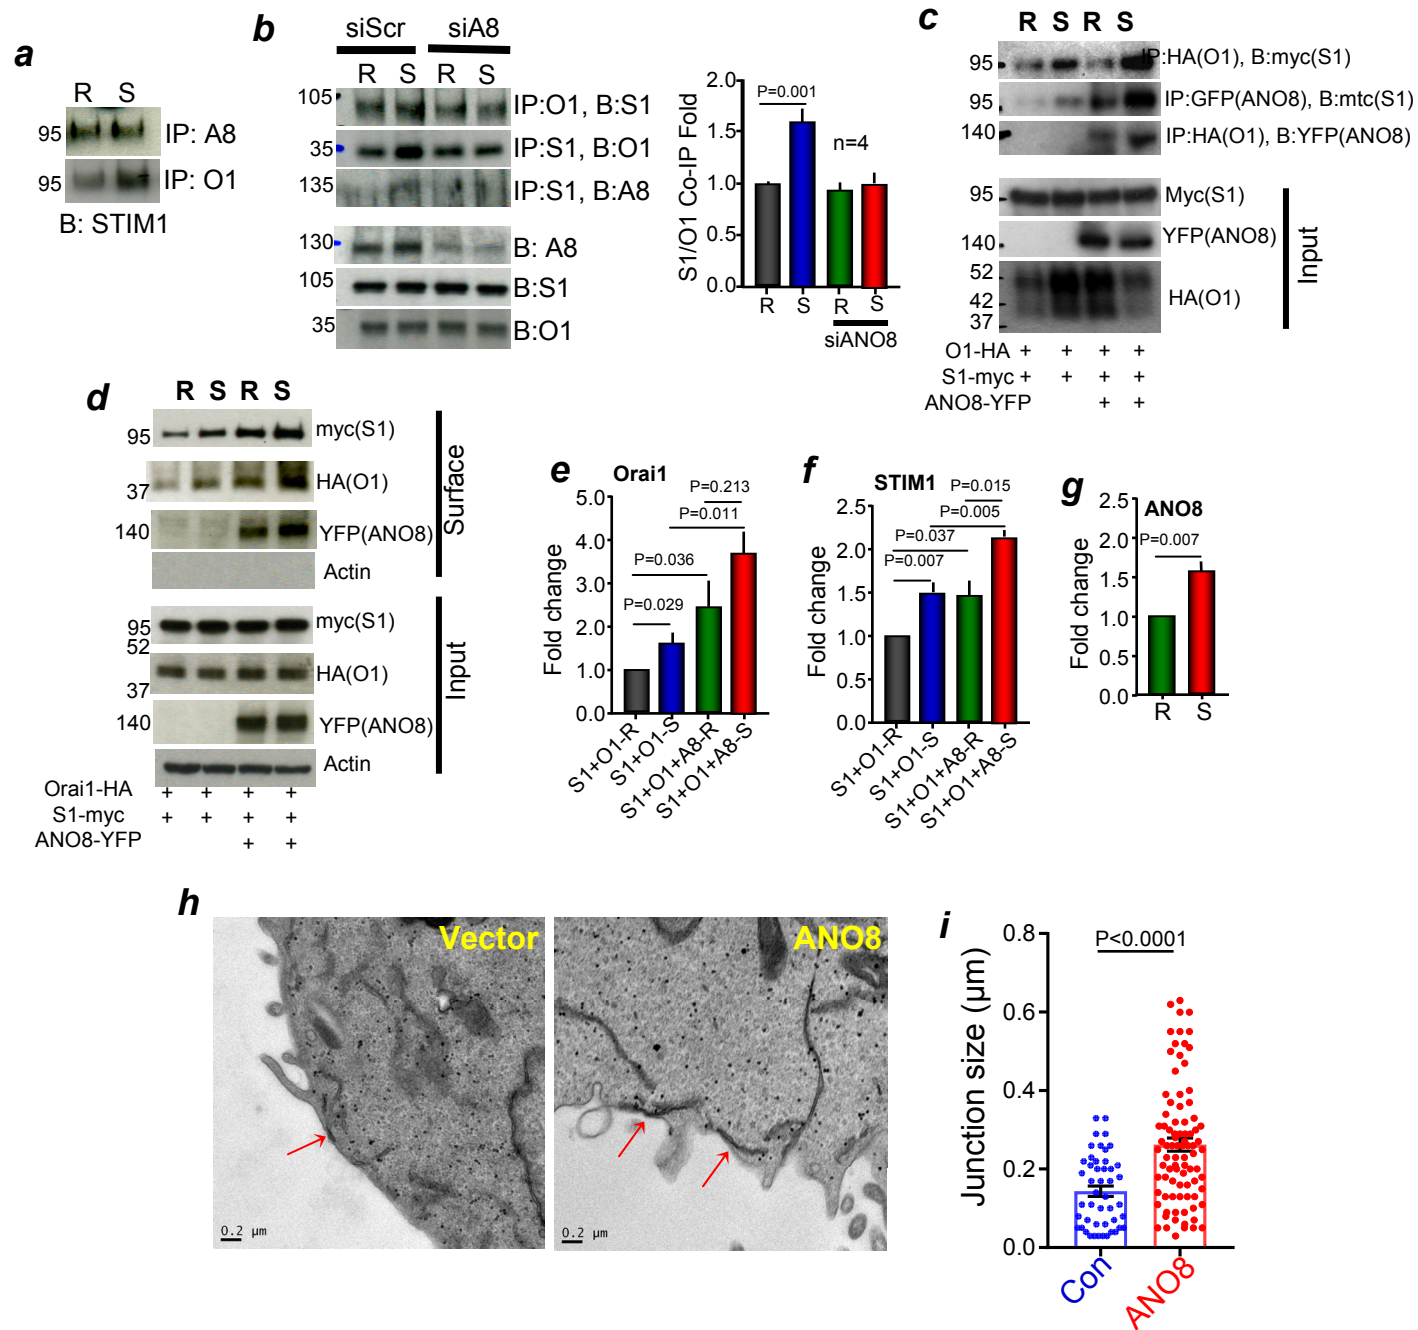 a
R S
95 IP: A8
95 IP: O1
B: STIM1
b
siScr siA8
R S R S
105 IP:O1, B:S1
35 IP:S1, B:O1
135 IP:S1, B:A8
130 B: A8
105 B:S1
35 B:O1
S1/O1 Co-IP Fold
2.0
1.5
1.0
0.5
0.0
P=0.001
n=4
R S R S
siANO8
c
R S R S
95 IP:HA(O1), B:myc(S1)
95 IP:GFP(ANO8), B:mtc(S1)
140 IP:HA(O1), B:YFP(ANO8)
95 Myc(S1)
140 YFP(ANO8)
52
42
37
HA(O1)
Input
O1-HA + + + +
S1-myc + + + +
ANO8-YFP + +
d
R S R S
95 myc(S1)
37 HA(O1)
140 YFP(ANO8)
Actin
Surface
95 myc(S1)
52
37
HA(O1)
140 YFP(ANO8)
Actin
Input
Orai1-HA + + + +
S1-myc + + + +
ANO8-YFP + +
e
Orai1
Fold change
5.0
4.0
3.0
2.0
1.0
0.0
P=0.213
P=0.011
P=0.036
P=0.029
S1+O1-R
S1+O1-S
S1+O1+A8-R
S1+O1+A8-S
f
STIM1
Fold change
2.5
2.0
1.5
1.0
0.5
0.0
P=0.015
P=0.005
P=0.037
P=0.007
S1+O1-R
S1+O1-S
S1+O1+A8-R
S1+O1+A8-S
g
ANO8
Fold change
2.5
2.0
1.5
1.0
0.5
0.0
P=0.007
R S
h
Vector
0.2 µm
ANO8
0.2 µm
i
Junction size (µm)
0.8
0.6
0.4
0.2
0.0
P<0.0001
Con
ANO8